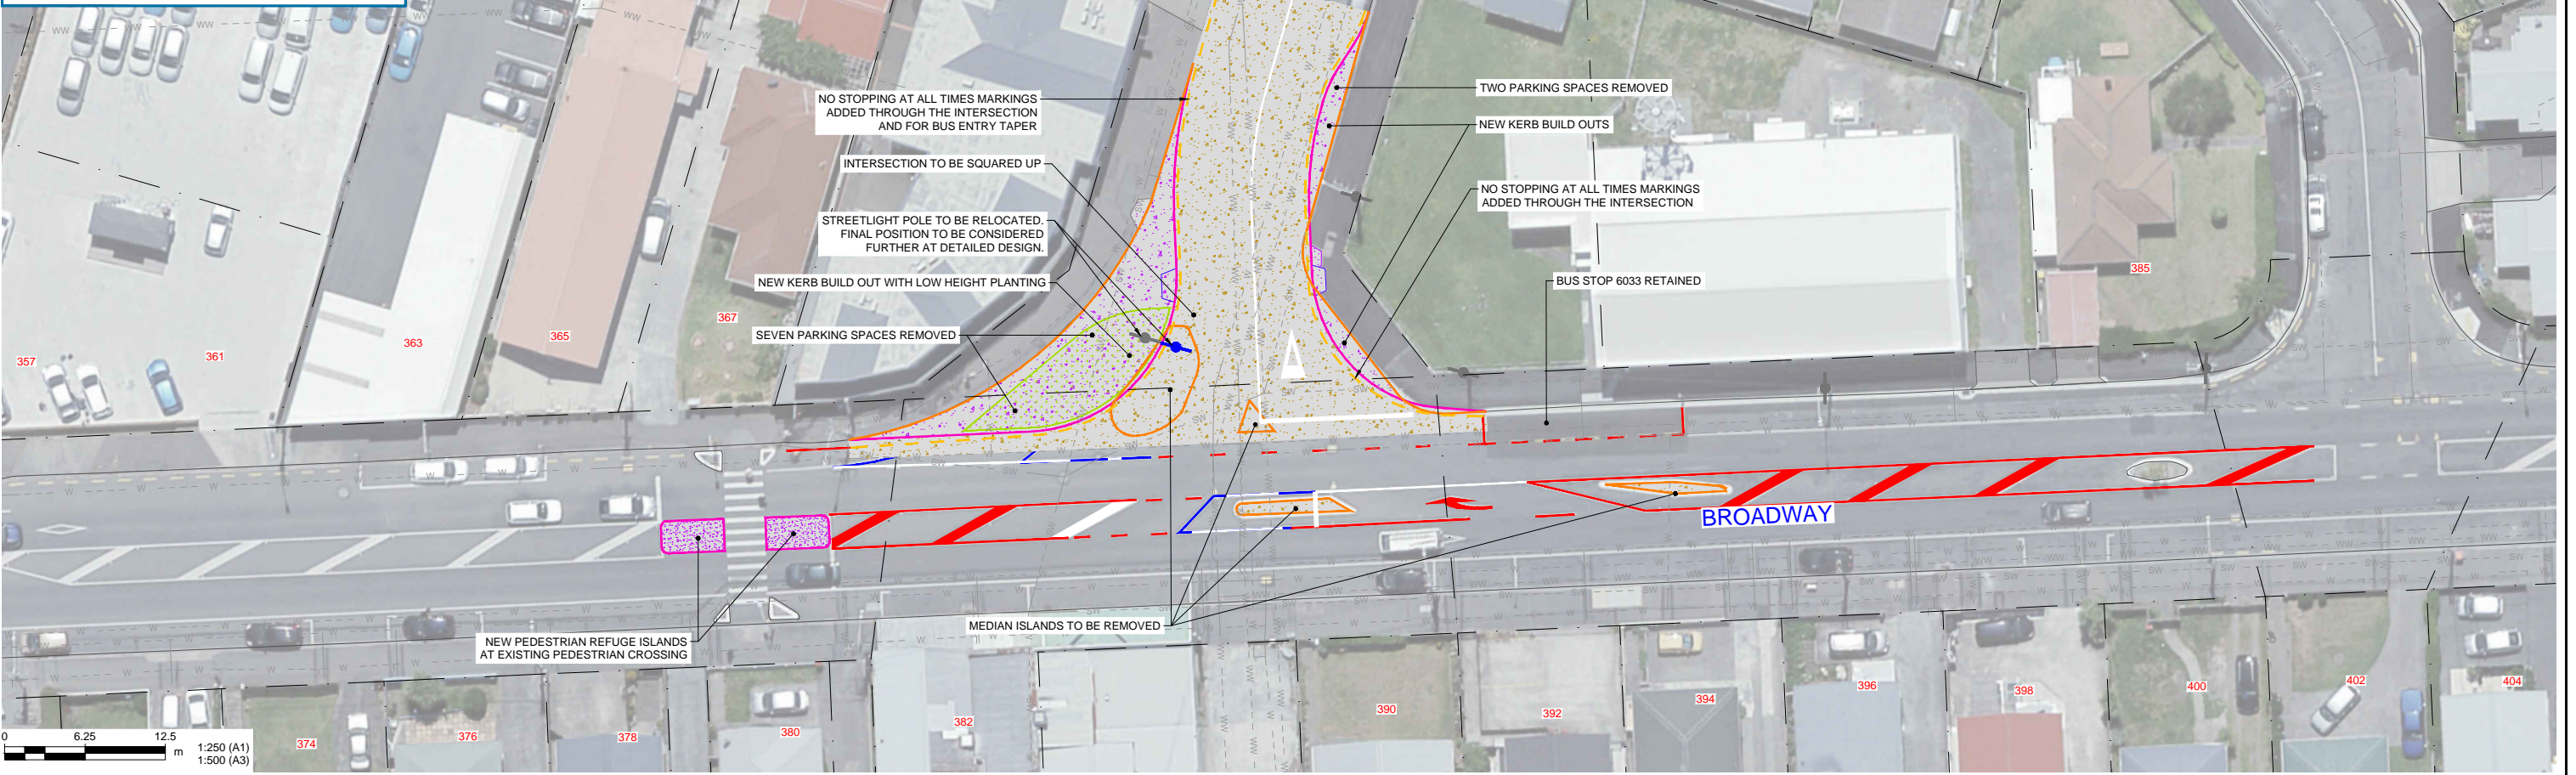 NO STOPPING AT ALL TIMES MARKINGS
ADDED THROUGH THE INTERSECTION
AND FOR BUS ENTRY TAPER
INTERSECTION TO BE SQUARED UP
STREETLIGHT POLE TO BE RELOCATED.
FINAL POSITION TO BE CONSIDERED
FURTHER AT DETAILED DESIGN.
NEW KERB BUILD OUT WITH LOW HEIGHT PLANTING
SEVEN PARKING SPACES REMOVED
TWO PARKING SPACES REMOVED
NEW KERB BUILD OUTS
NO STOPPING AT ALL TIMES MARKINGS
ADDED THROUGH THE INTERSECTION
BUS STOP 6033 RETAINED
385
367
365
363
361
357
BROADWAY
MEDIAN ISLANDS TO BE REMOVED
NEW PEDESTRIAN REFUGE ISLANDS
AT EXISTING PEDESTRIAN CROSSING
374
376
378
380
382
390
392
394
396
398
400
402
404
0 6.25 12.5
m
1:250 (A1)
1:500 (A3)